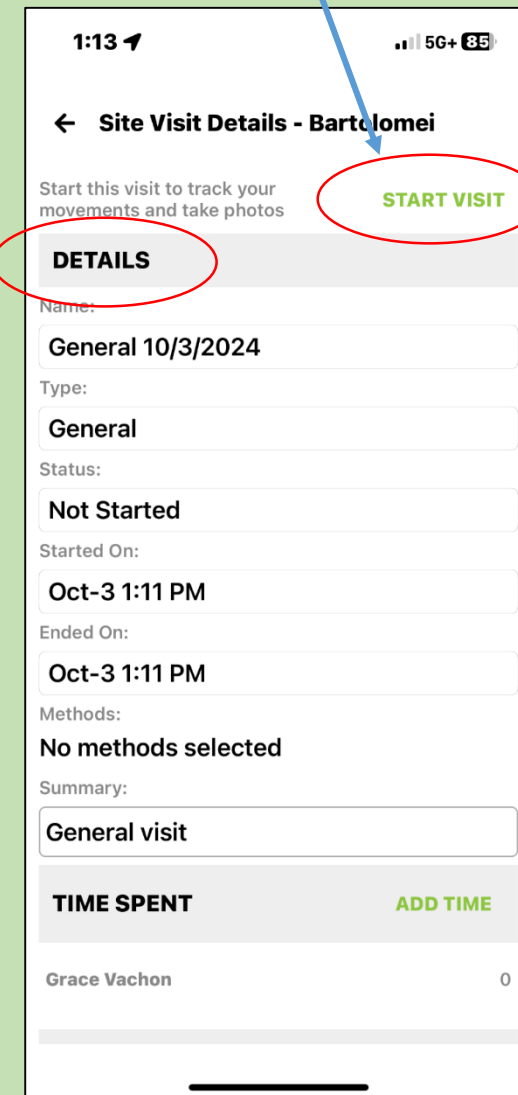 1:13 5G+ 85
← Site Visit Details - Bartolomei
Start this visit to track your
movements and take photos
START VISIT
DETAILS
Name:
General 10/3/2024
Type:
General
Status:
Not Started
Started On:
Oct-3 1:11 PM
Ended On:
Oct-3 1:11 PM
Methods:
No methods selected
Summary:
General visit
TIME SPENT ADD TIME
Grace Vachon 0